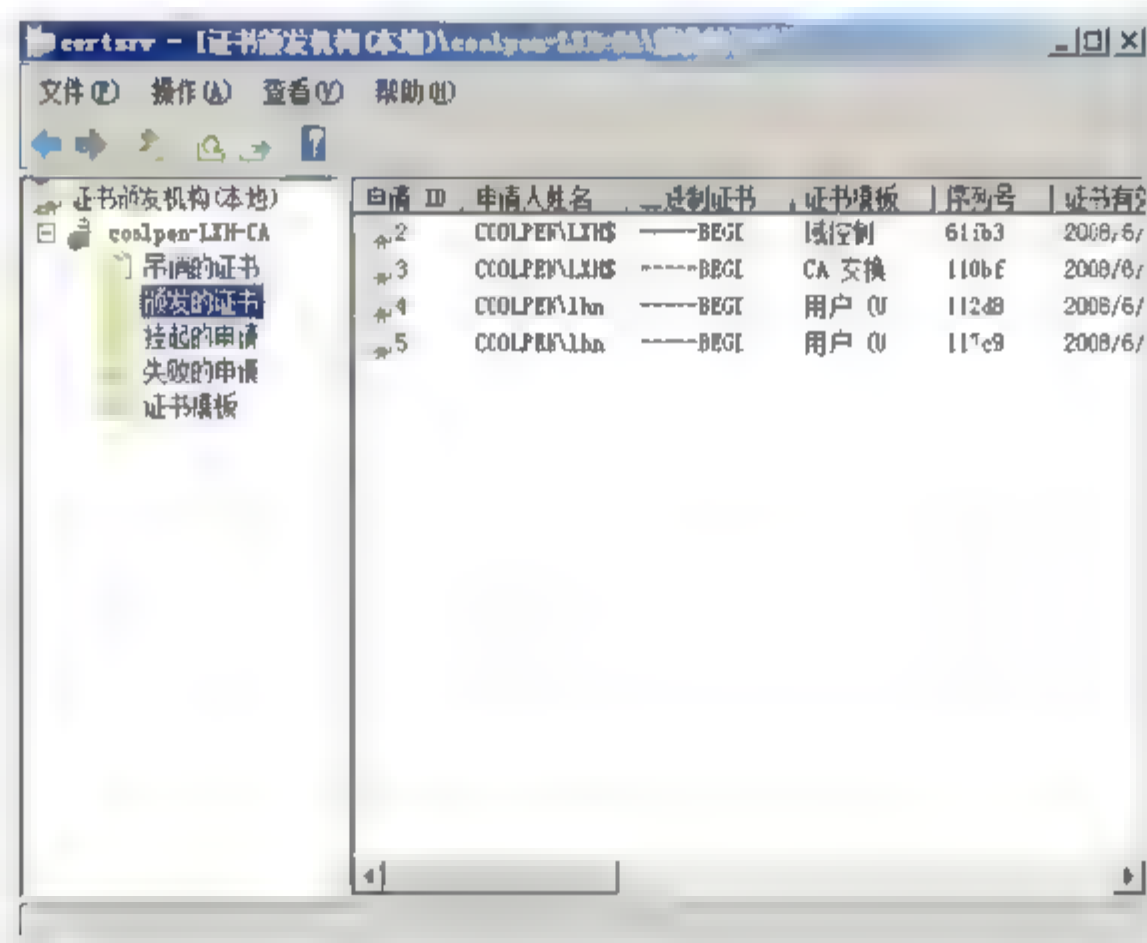 certsrv - [证书颁发机构(本地)\coolpen-LXH-CA\
文件(F) 操作(A) 查看(V) 帮助(H)
证书颁发机构(本地)
coolpen-LXH-CA
吊销的证书
颁发的证书
挂起的申请
失败的申请
证书模板
申请 ID 申请人姓名 二进制证书 证书模板 序列号 证书有效
2 COOLPEN\LXH$ -----BEGI 域控制 2008/6/
3 COOLPEN\LXH$ -----BEGI CA 交换 110bf 2008/6/
4 COOLPEN\lhn -----BEGI 用户 (U 112d8 2008/6/
5 COOLPEN\lhn -----BEGI 用户 (U 2008/6/